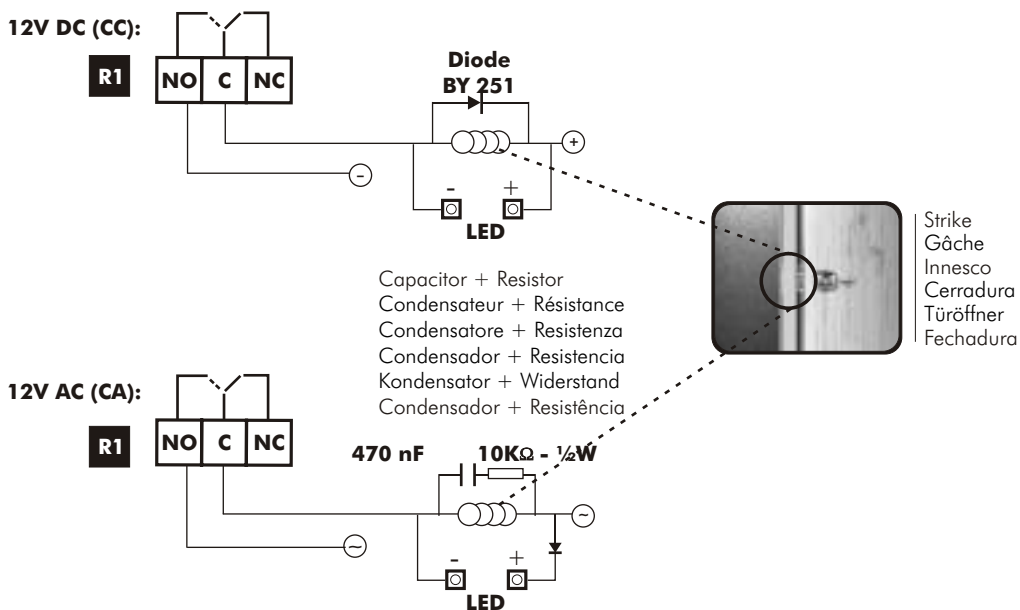 12V DC (CC):
R1
NO C NC
Diode
BY 251
+
-
- +
LED
Strike
Gâche
Innesco
Cerradura
Türöffner
Fechadura
Capacitor + Resistor
Condensateur + Résistance
Condensatore + Resistenza
Condensador + Resistencia
Kondensator + Widerstand
Condensador + Resistência
12V AC (CA):
R1
NO C NC
470 nF 10KΩ - ½W
~
~
- +
LED